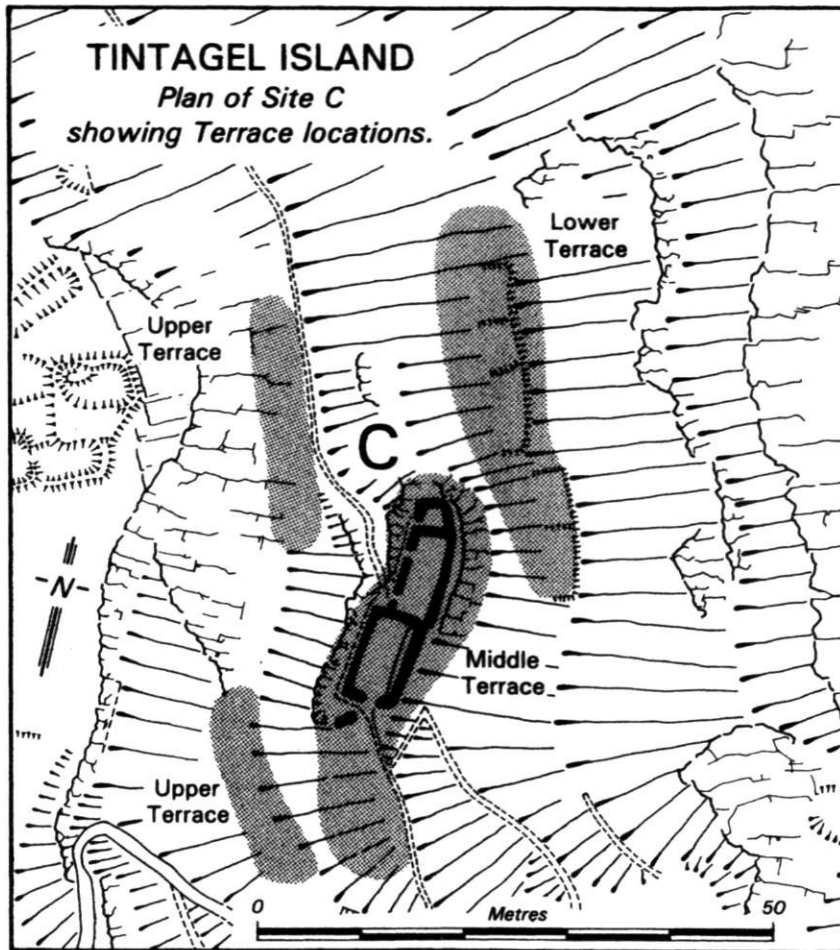 TINTAGEL ISLAND
Plan of Site C
showing Terrace locations.
Lower
Terrace
Upper
Terrace
C
N
Middle
Terrace
Upper
Terrace
0 Metres 50